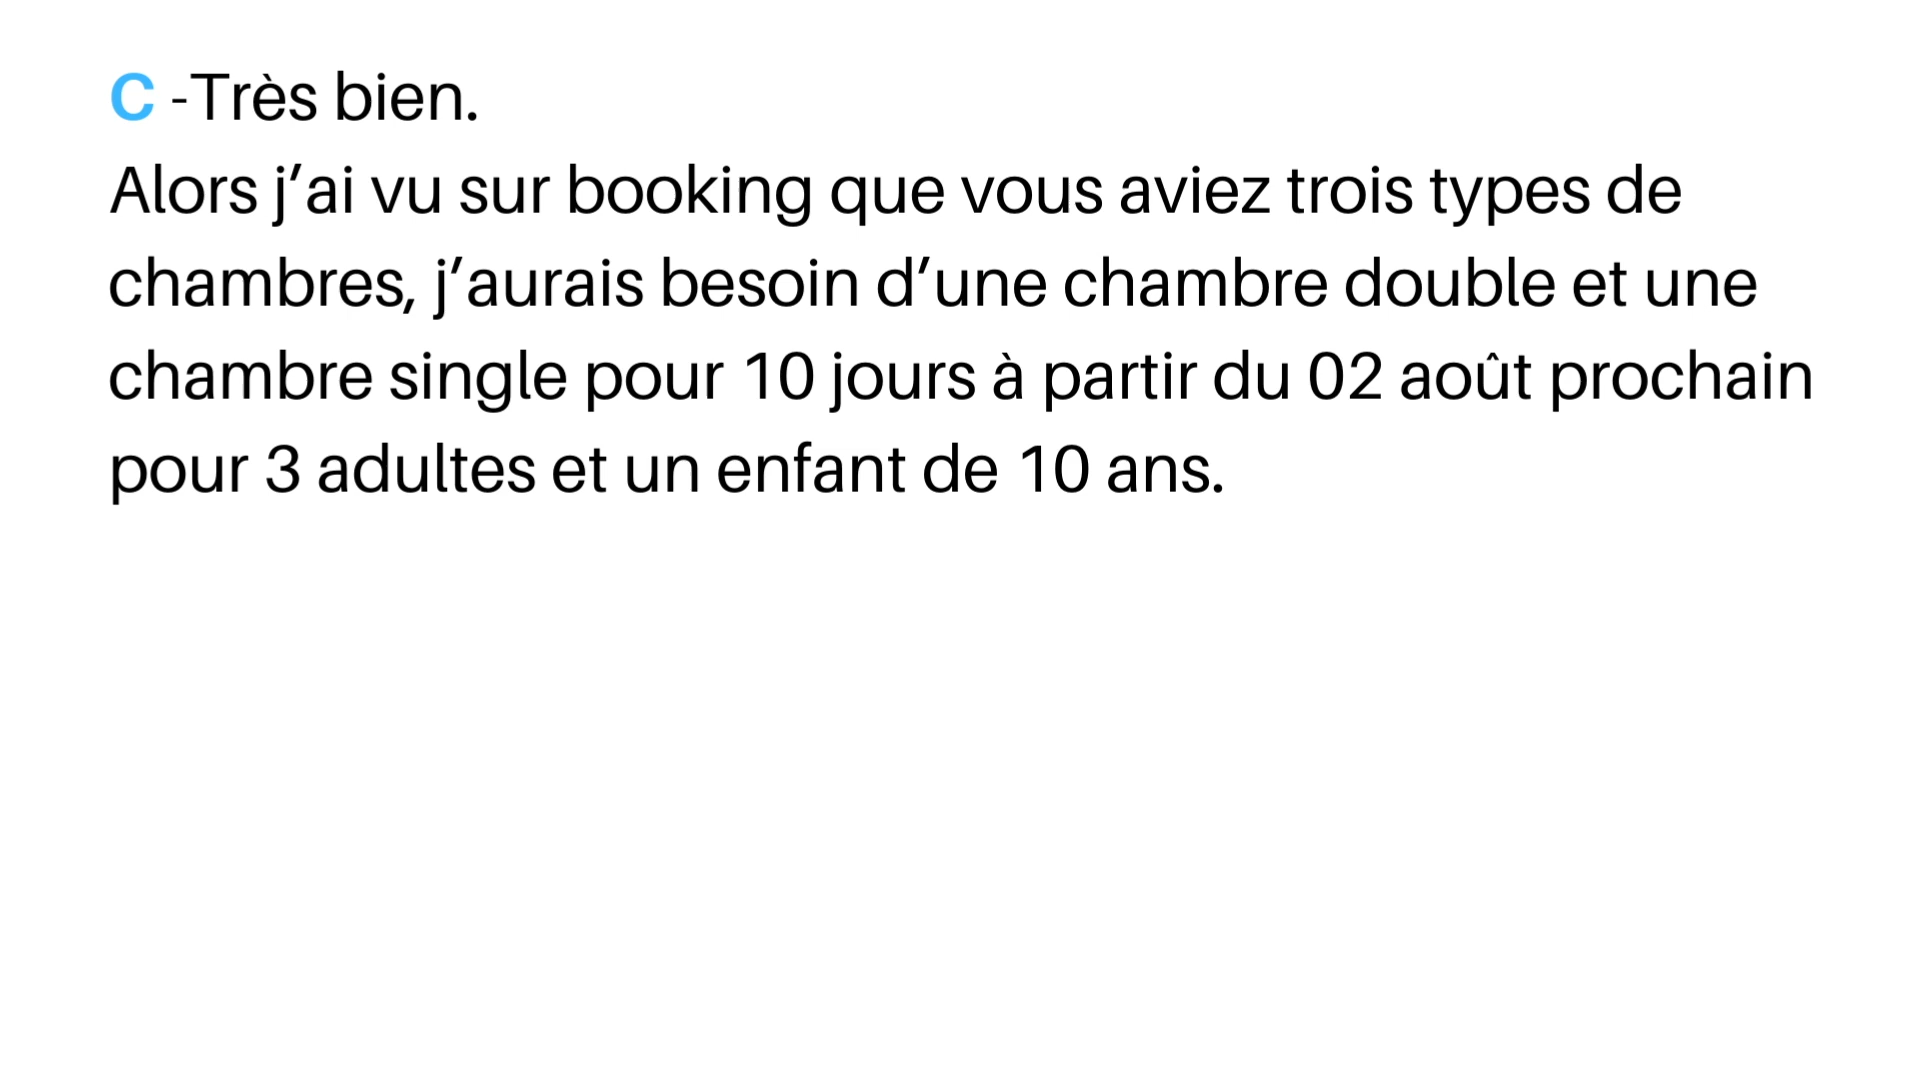 C -Très bien.
Alors j’ai vu sur booking que vous aviez trois types de
chambres, j’aurais besoin d’une chambre double et une
chambre single pour 10 jours à partir du 02 août prochain
pour 3 adultes et un enfant de 10 ans.